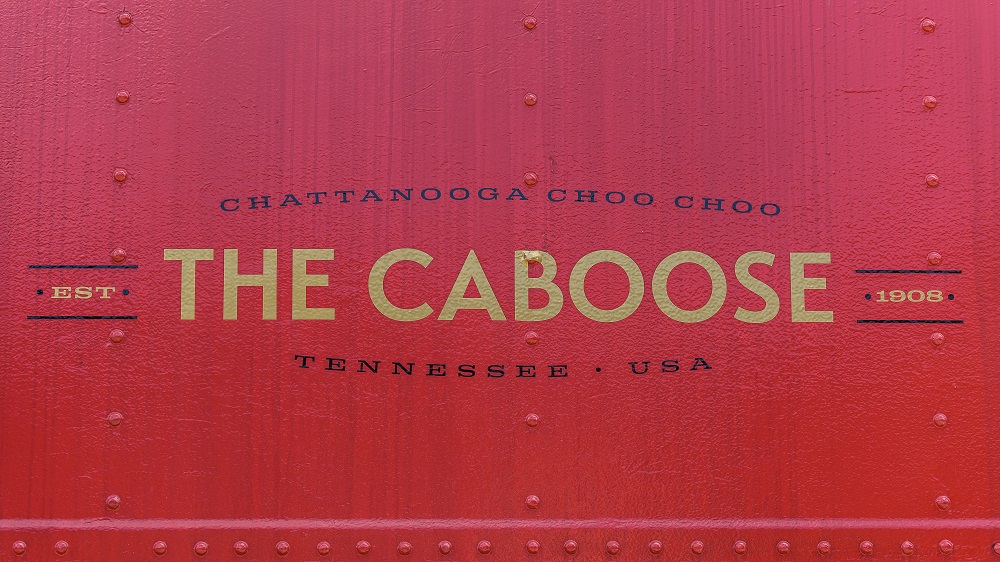 CHATTANOOGA CHOO CHOO
• EST • THE CABOOSE • 1908 •
TENNESSEE • USA